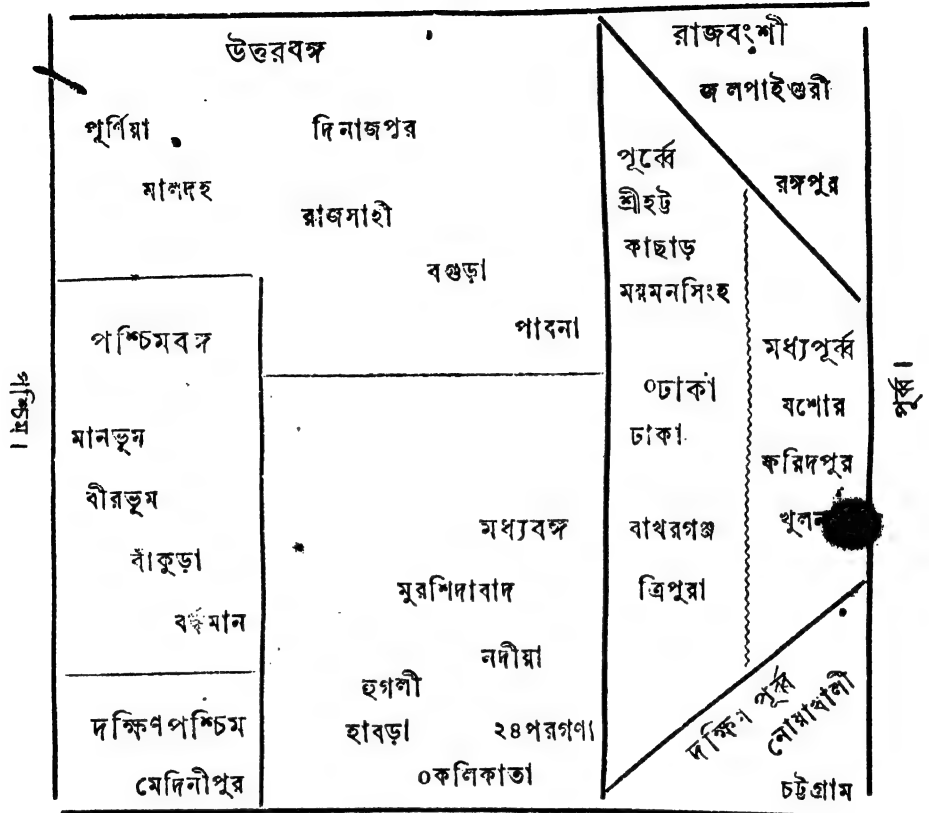 উত্তরবঙ্গ
পূর্ণিয়া
দিনাজপুর
মালদহ
রাজসাহী
বগুড়া
পাবনা
রাজবংশী
জলপাইগুরী
রঙ্গপুর
পূর্ব্বে
শ্রীহট্ট
কাছাড়
ময়মনসিংহ
০ঢাকা
ঢাকা
বাখরগঞ্জ
ত্রিপুরা
মধ্যপূর্ব্ব
যশোর
ফরিদপুর
পশ্চিম।
পূর্ব্ব।
পশ্চিমবঙ্গ
মানভূম
বীরভূম
বাঁকুড়া
বর্দ্ধমান
দক্ষিণপশ্চিম
মেদিনীপুর
মধ্যবঙ্গ
মুরশিদাবাদ
নদীয়া
হুগলী
হাবড়া
২৪পরগণা
০কলিকাতা
দক্ষিণ পূর্ব্ব
নোয়াখালী
চট্টগ্রাম